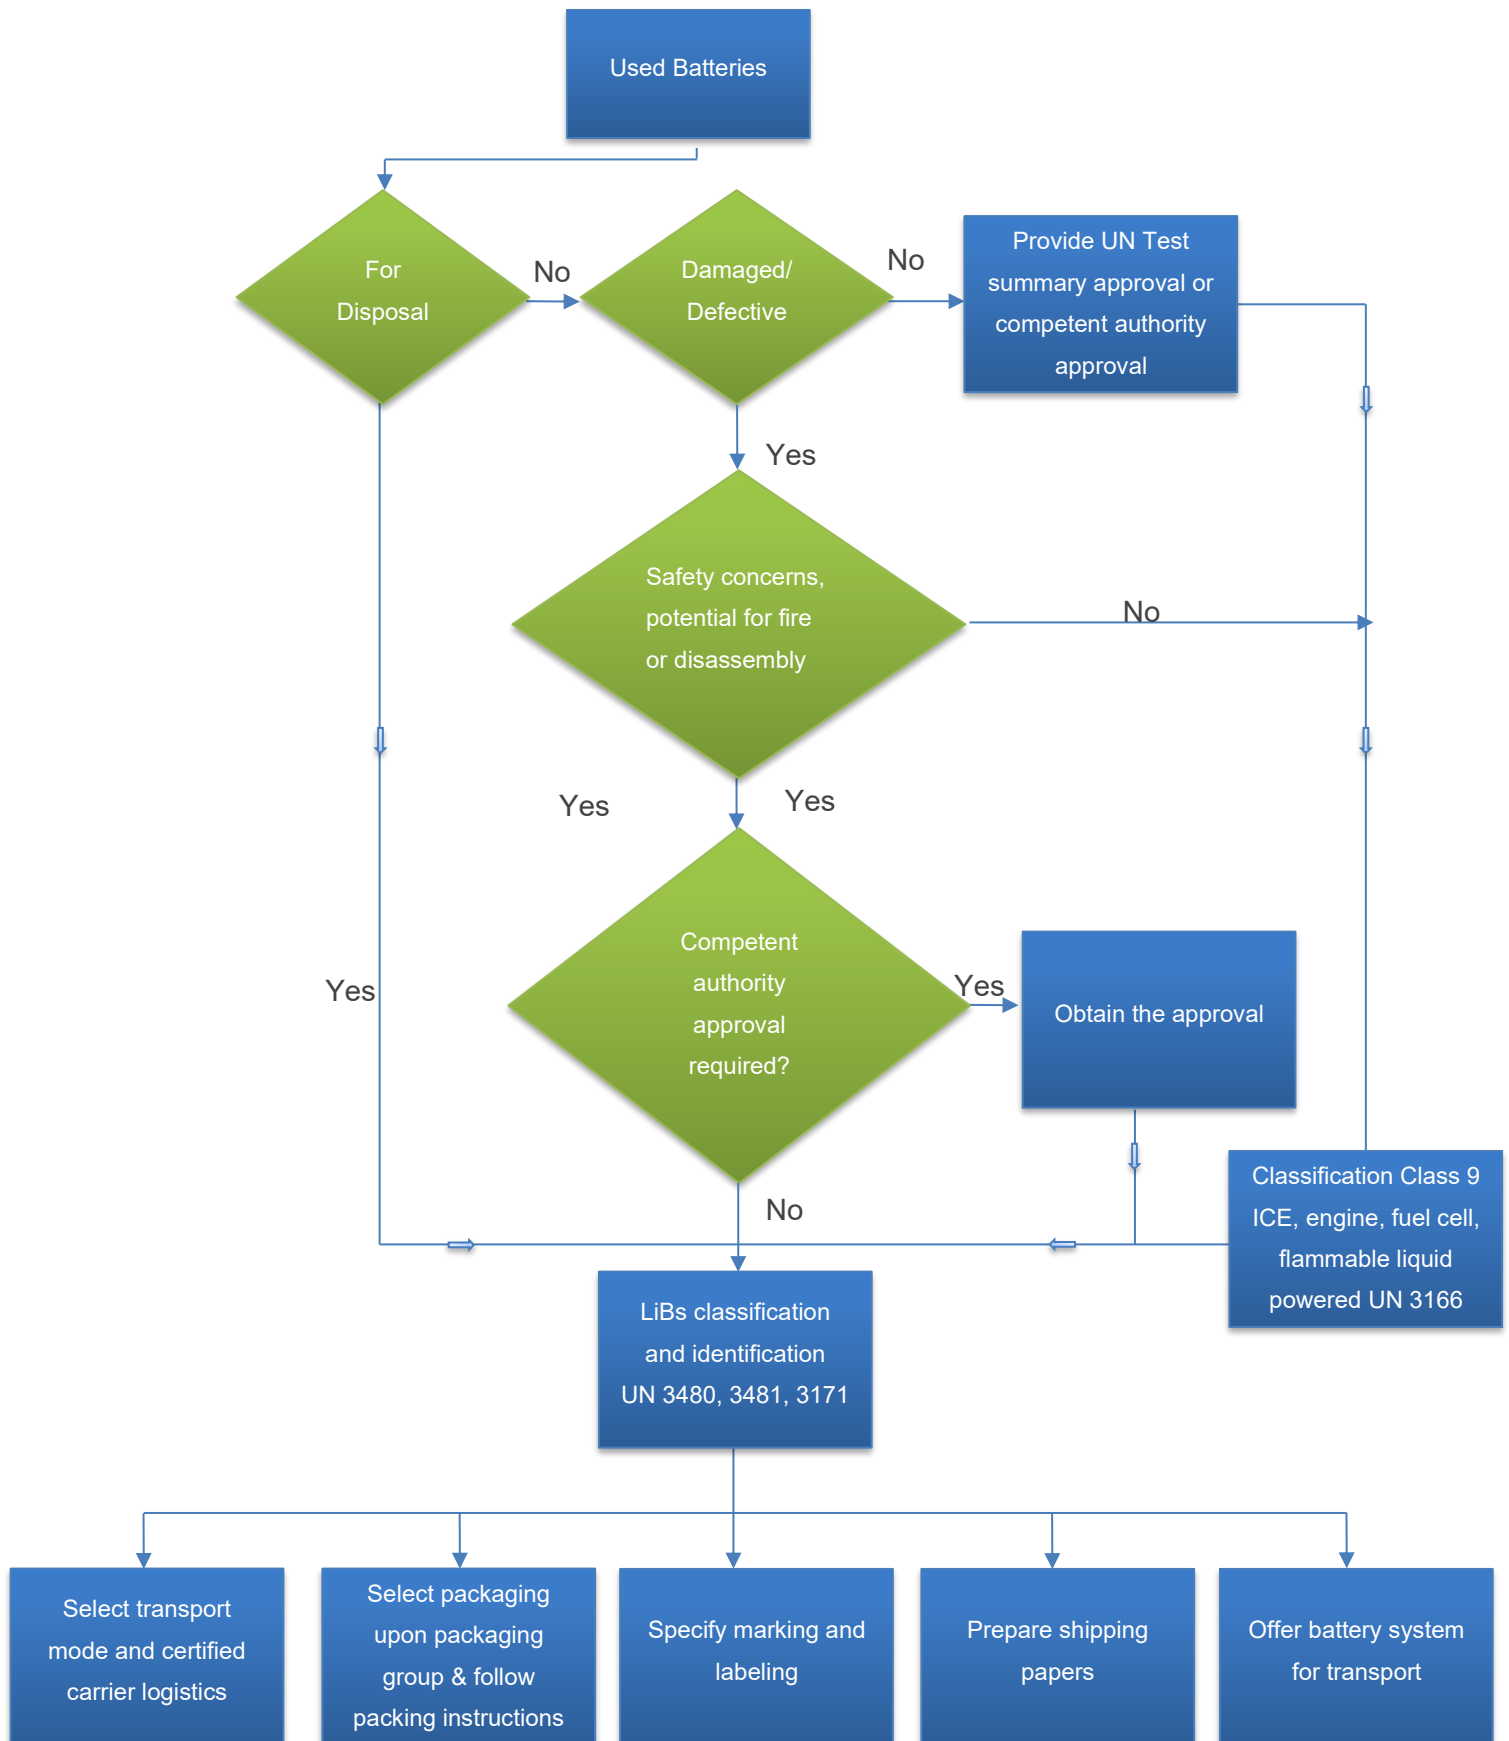 Used Batteries
For
Disposal
No
Damaged/
Defective
No
Provide UN Test
summary approval or
competent authority
approval
Yes
Safety concerns,
potential for fire
or disassembly
No
Yes
Yes
Competent
authority
approval
required?
Yes
Yes
Obtain the approval
No
Classification Class 9
ICE, engine, fuel cell,
flammable liquid
powered UN 3166
LiBs classification
and identification
UN 3480, 3481, 3171
Select transport
mode and certified
carrier logistics
Select packaging
upon packaging
group & follow
packing instructions
Specify marking and
labeling
Prepare shipping
papers
Offer battery system
for transport